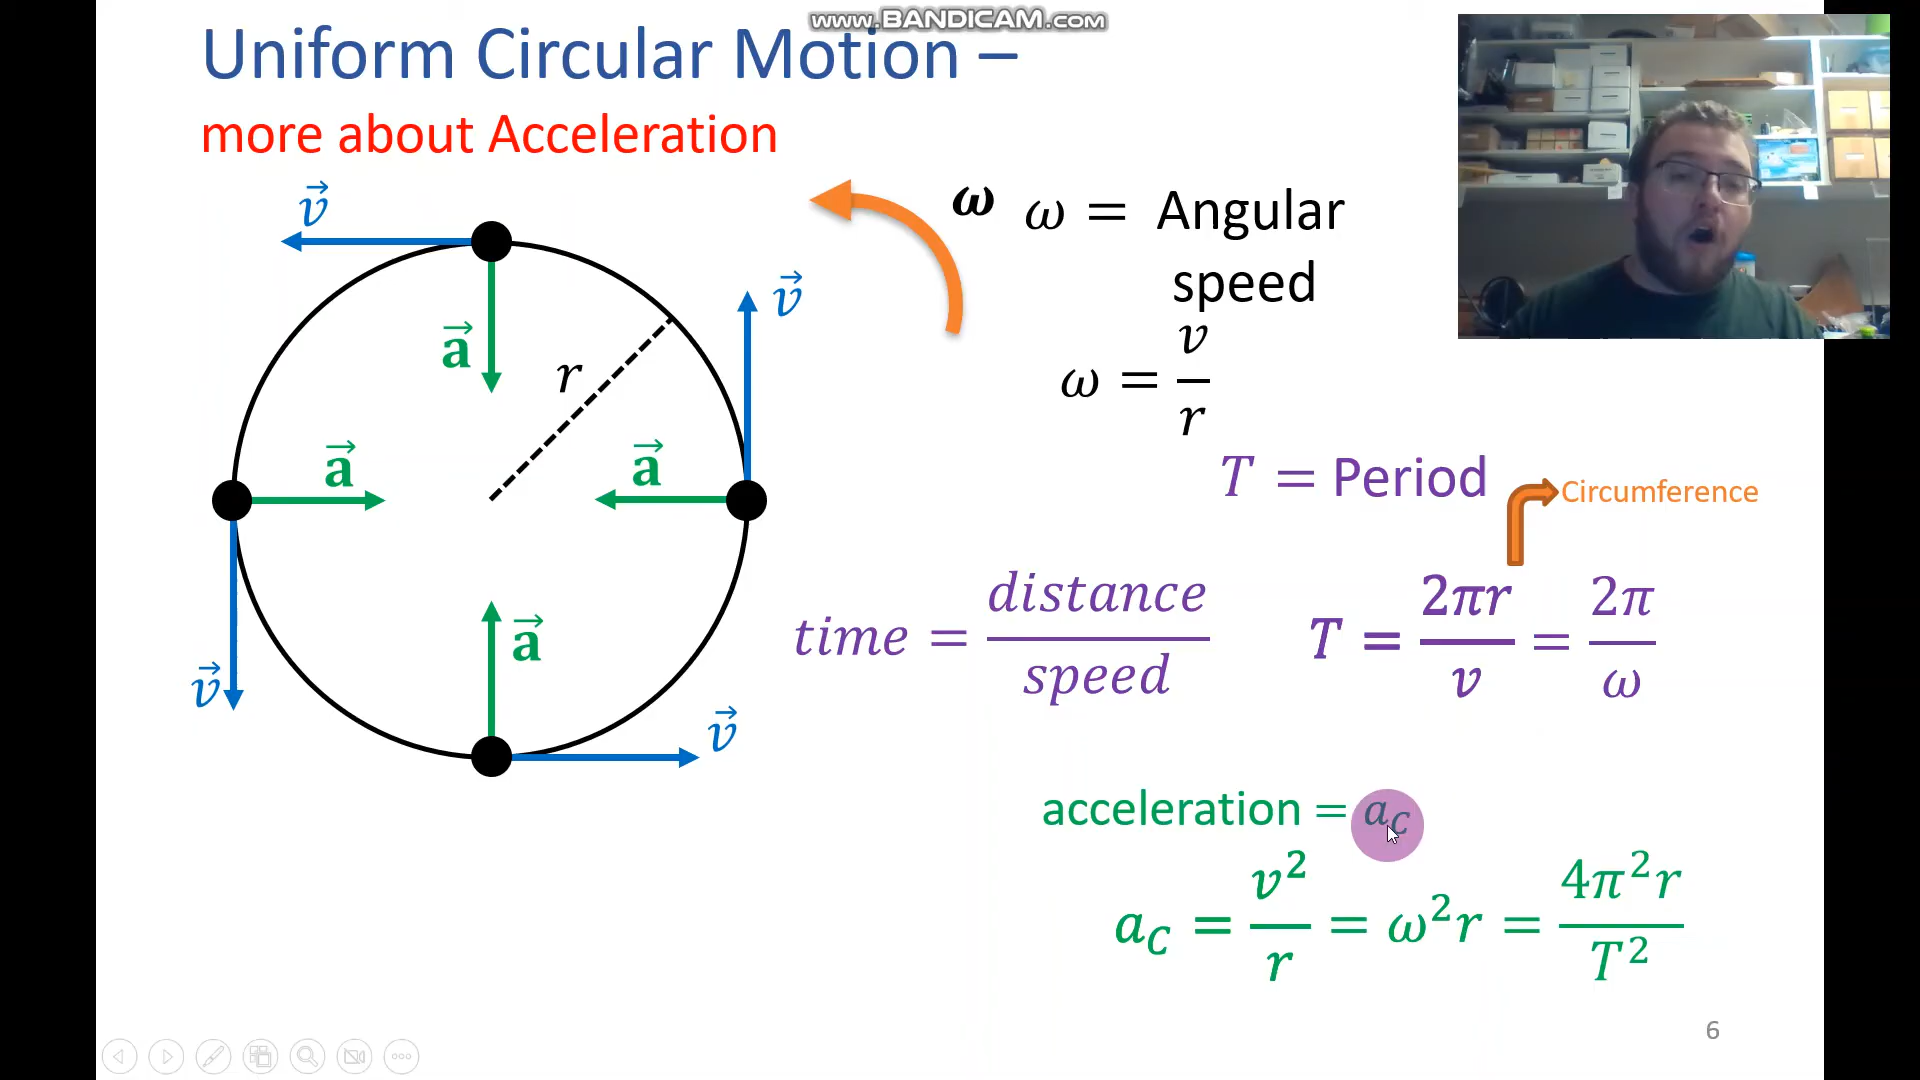 www.BANDICAM.com
Uniform Circular Motion –
more about Acceleration
v⃗
v⃗
a⃗
r
a⃗
a⃗
a⃗
v⃗
v⃗
ω
ω = Angular speed
ω = v/r
T = Period
Circumference
time = distance/speed
T = 2πr/v = 2π/ω
acceleration = a_C
a_C = v²/r = ω²r = 4π²r/T²
6